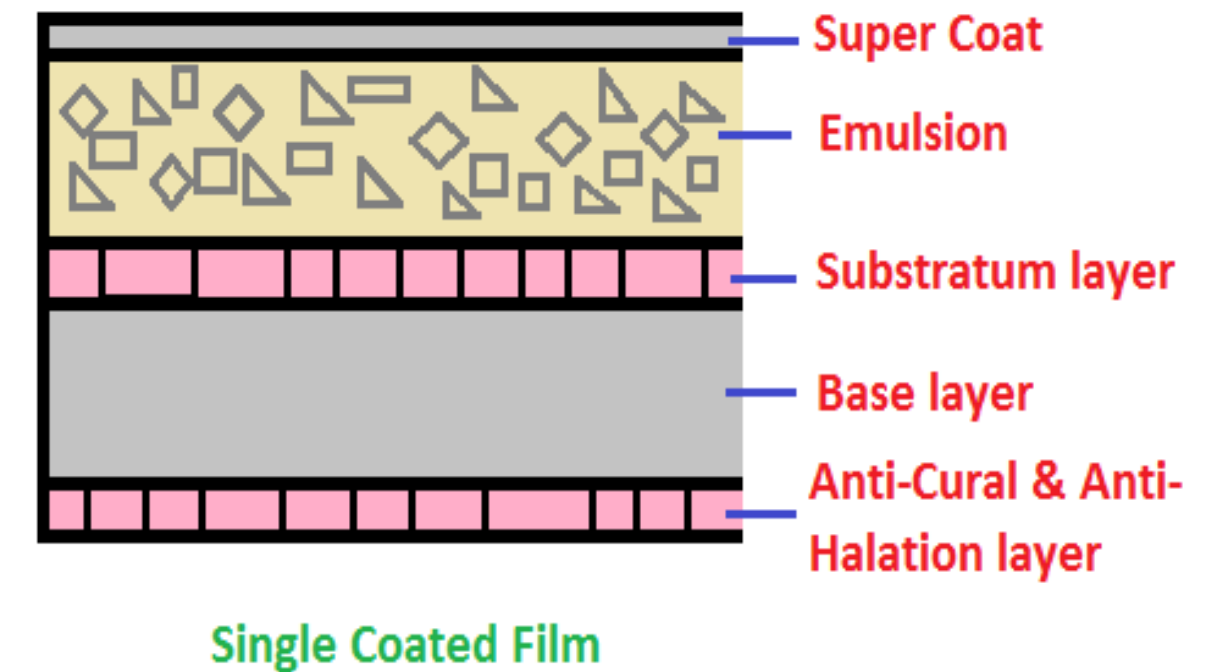 Super Coat
Emulsion
Substratum layer
Base layer
Anti-Cural & Anti-
Halation layer
Single Coated Film